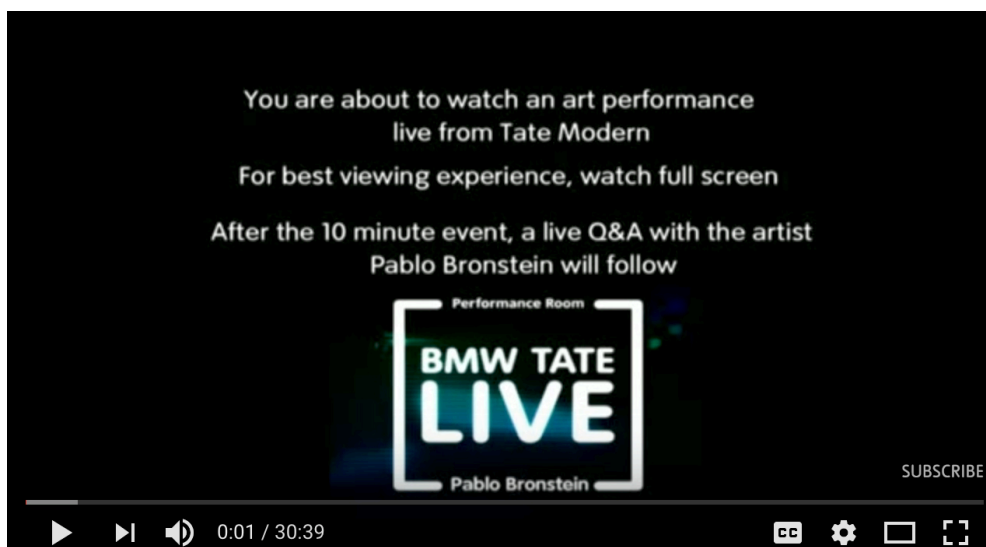 You are about to watch an art performance
live from Tate Modern
For best viewing experience, watch full screen
After the 10 minute event, a live Q&A with the artist
Pablo Bronstein will follow
Performance Room
BMW TATE
LIVE
Pablo Bronstein
SUBSCRIBE
0:01 / 30:39
CC